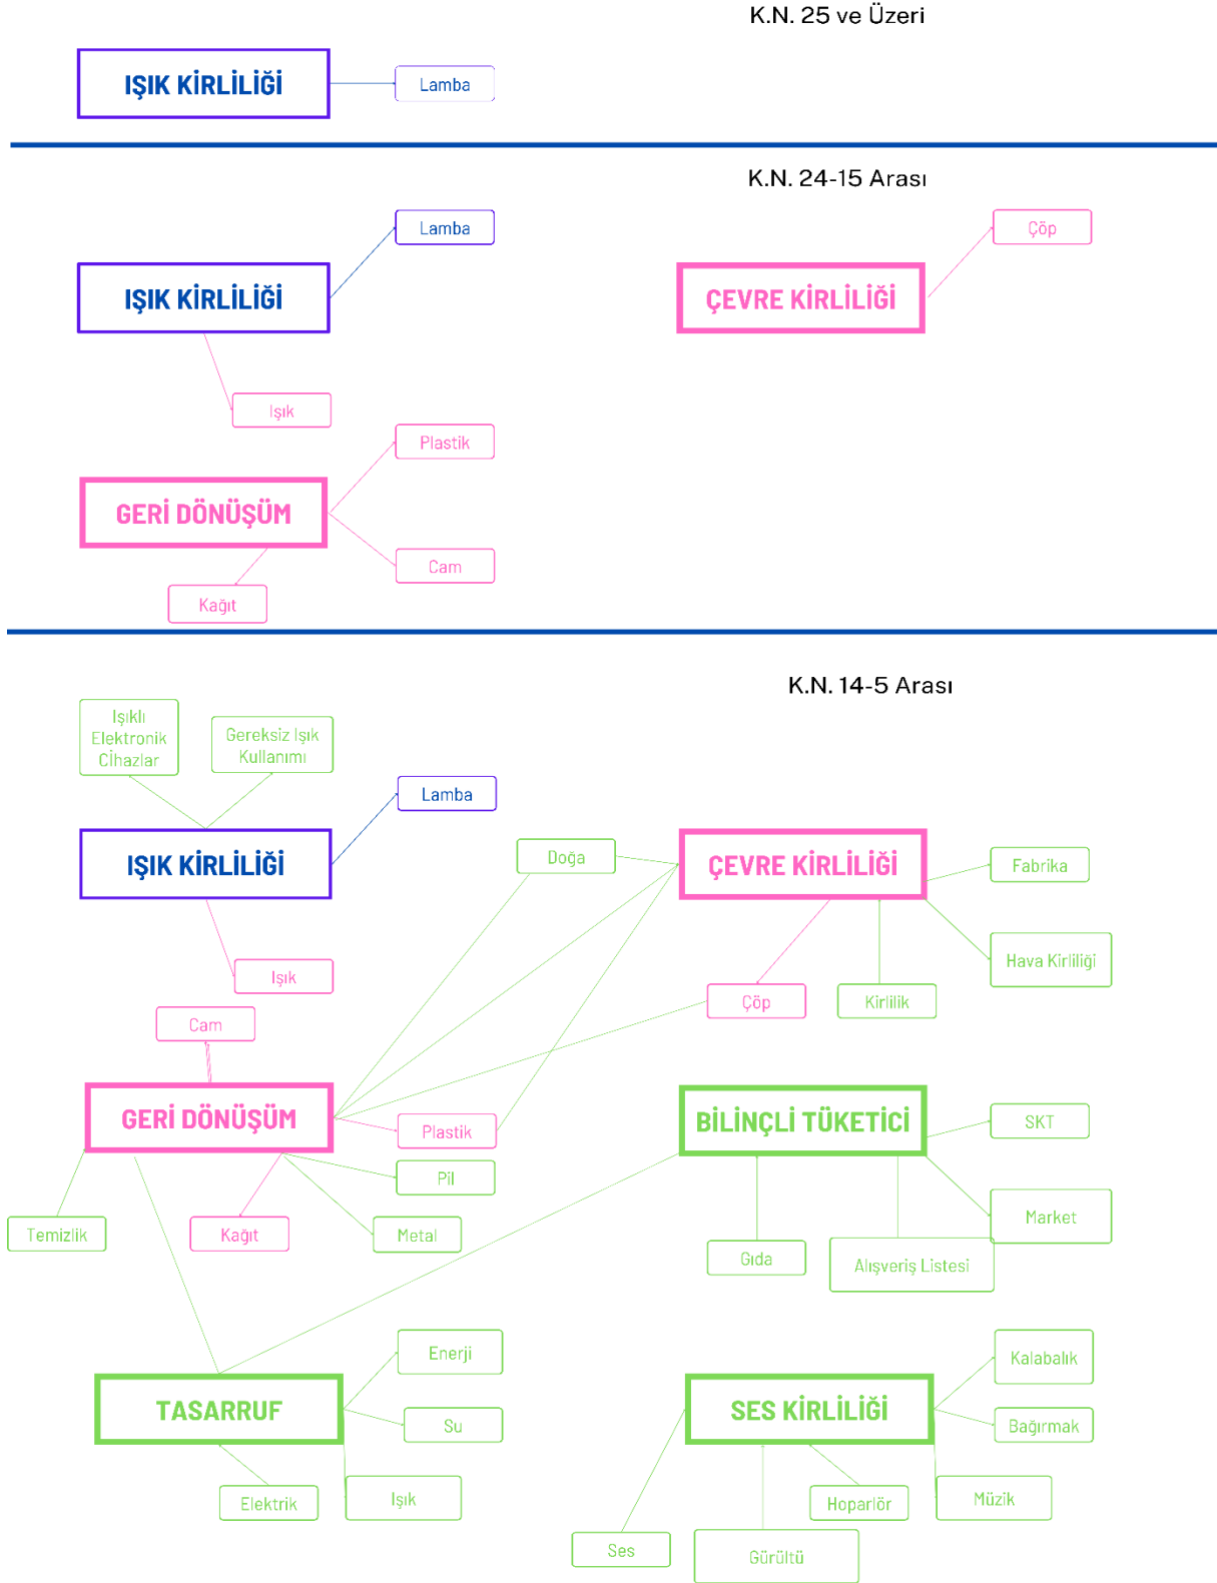 K.N. 25 ve Üzeri
IŞIK KİRLİLİĞİ
Lamba
K.N. 24-15 Arası
Lamba
Çöp
IŞIK KİRLİLİĞİ
ÇEVRE KİRLİLİĞİ
Işık
Plastik
GERİ DÖNÜŞÜM
Cam
Kağıt
K.N. 14-5 Arası
Işıklı
Elektronik
Cİhazlar
Gereksiz Işık
Kullanımı
Lamba
IŞIK KİRLİLİĞİ
Doğa
ÇEVRE KİRLİLİĞİ
Fabrika
Hava Kirliliği
Işık
Çöp
Kirlilik
Cam
GERİ DÖNÜŞÜM
Plastik
BİLİNÇLİ TÜKETİCİ
SKT
Pil
Temizlik
Kağıt
Metal
Market
Gıda
Alışveriş Listesi
Enerji
Kalabalık
TASARRUF
Su
SES KİRLİLİĞİ
Bağırmak
Elektrik
Işık
Hoparlör
Müzik
Ses
Gürültü